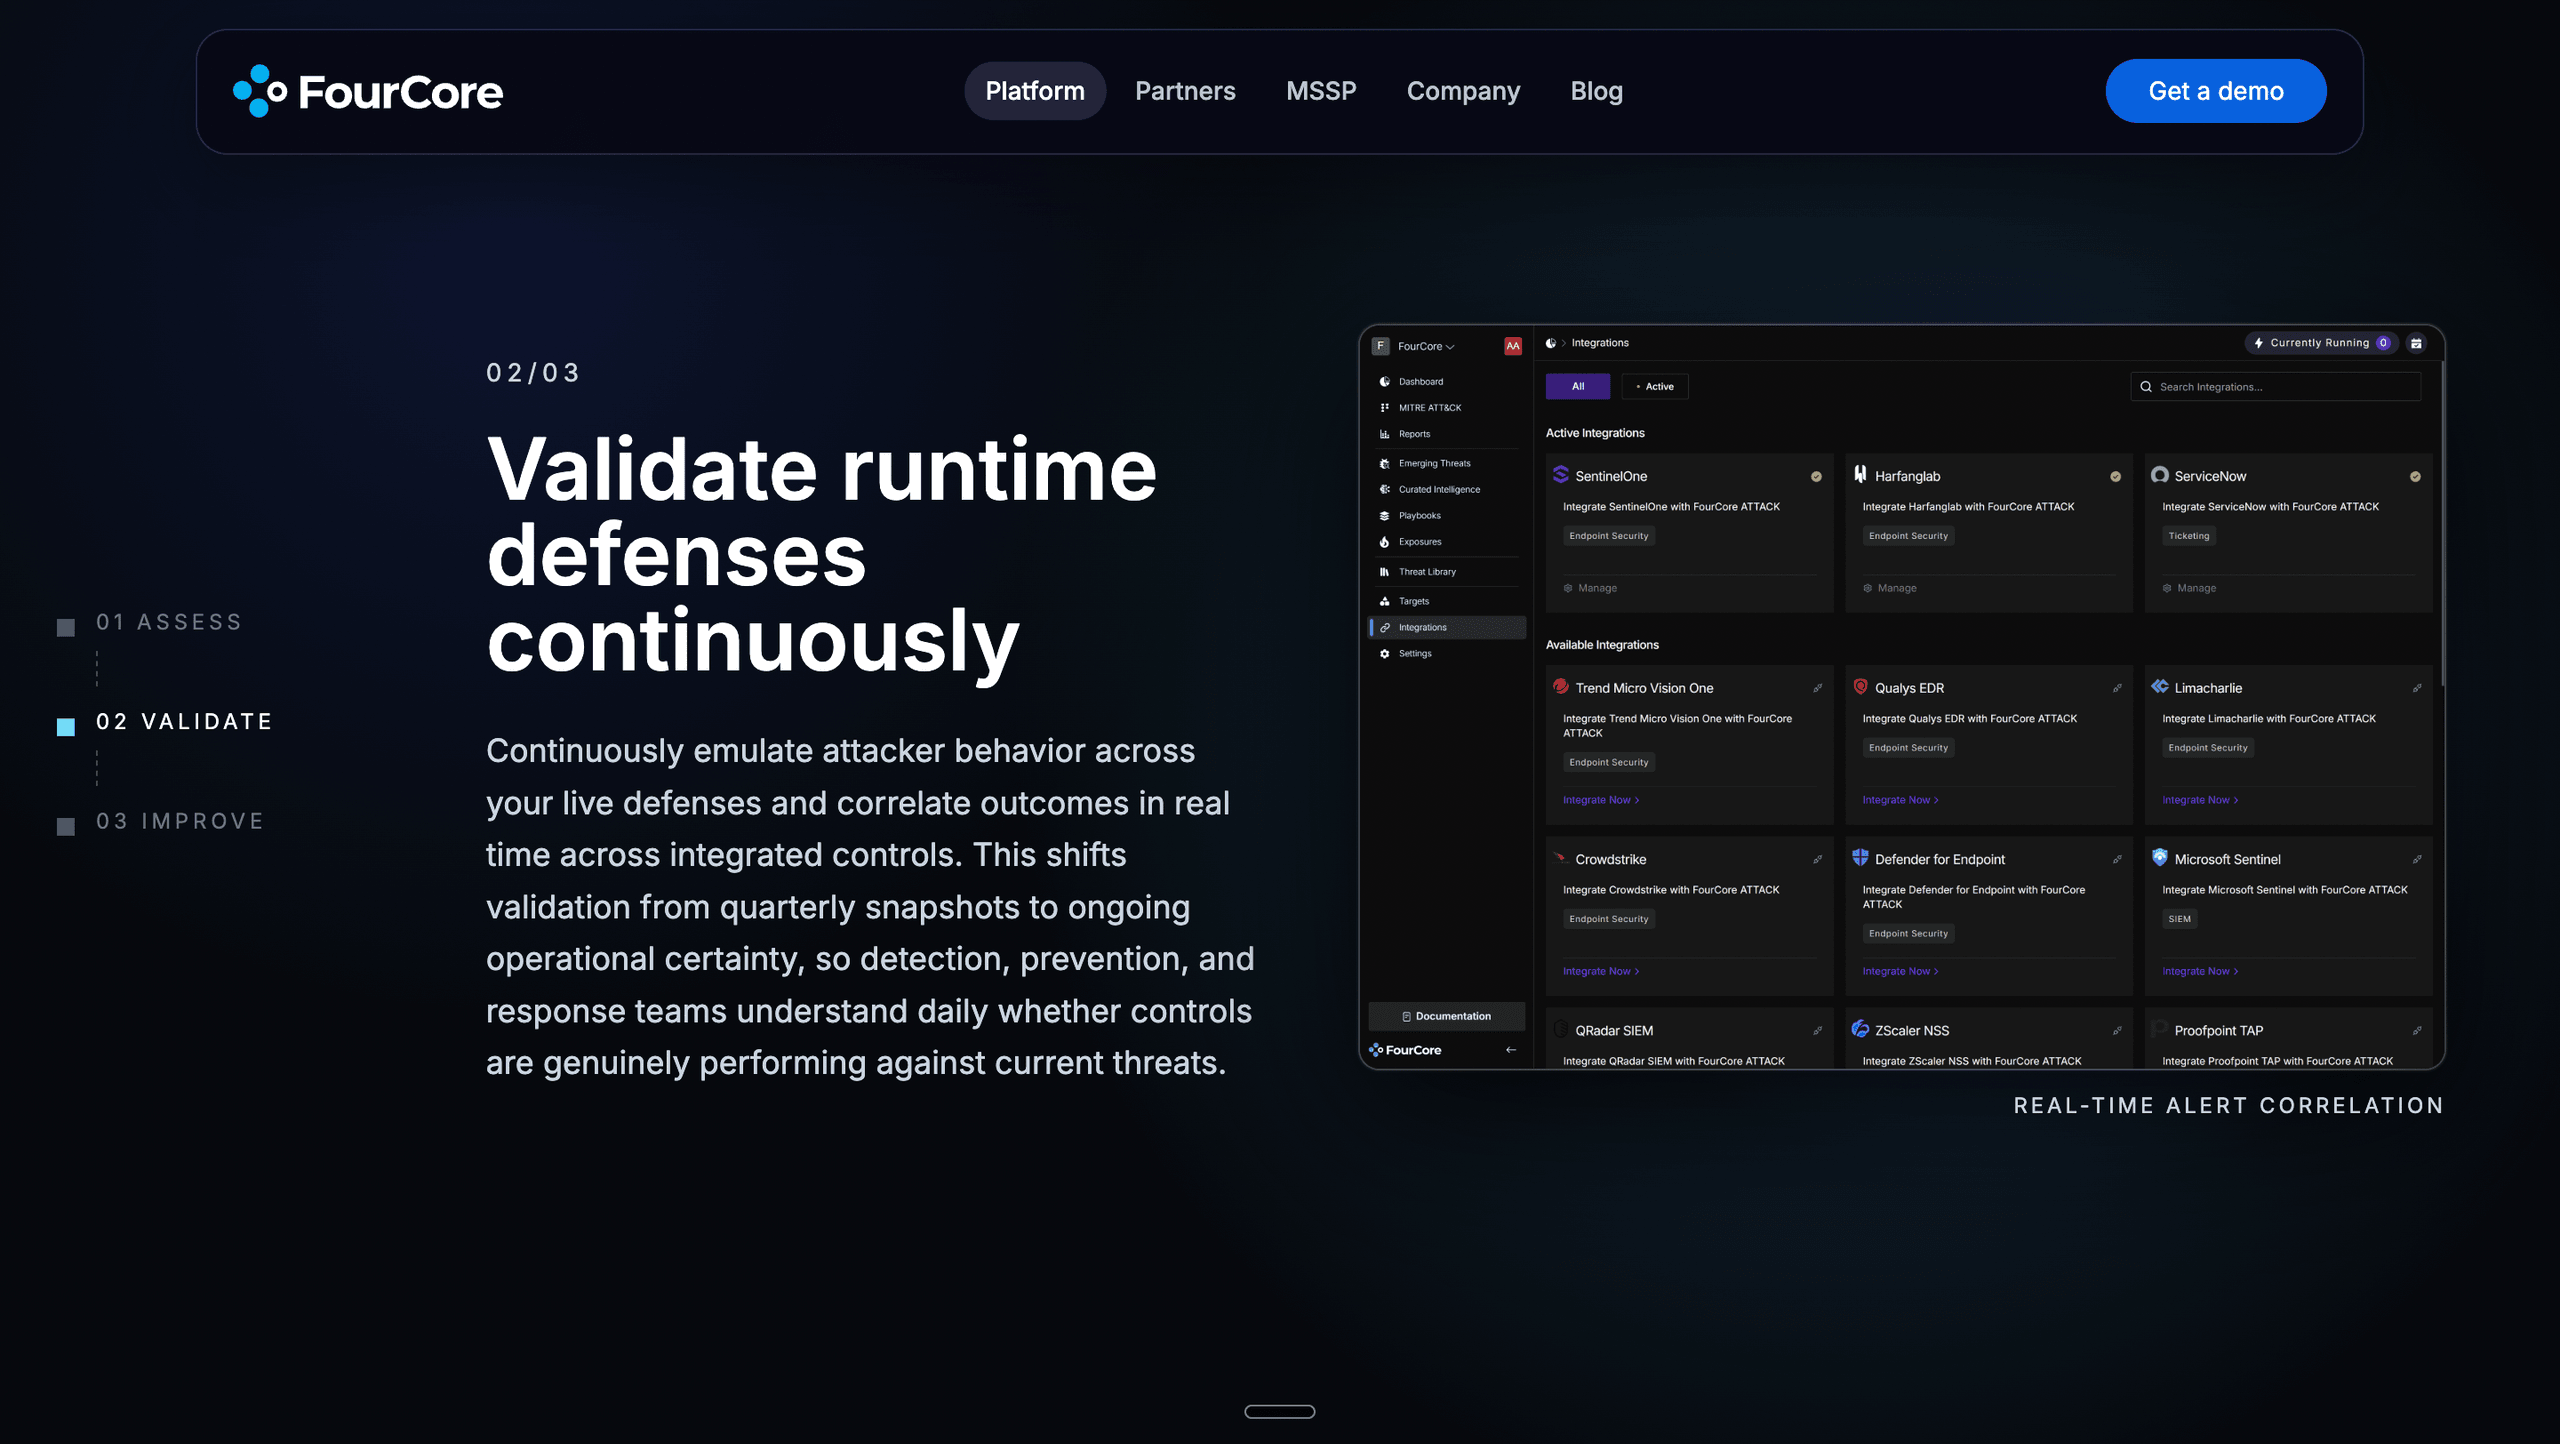 FourCore
Platform
Partners
MSSP
Company
Blog
Get a demo
01 ASSESS
02 VALIDATE
03 IMPROVE
02/03
Validate runtime
defenses
continuously
Continuously emulate attacker behavior across
your live defenses and correlate outcomes in real
time across integrated controls. This shifts
validation from quarterly snapshots to ongoing
operational certainty, so detection, prevention, and
response teams understand daily whether controls
are genuinely performing against current threats.
F FourCore AA
Dashboard
MITRE ATT&CK
Reports
Emerging Threats
Curated Intelligence
Playbooks
Exposures
Threat Library
Targets
Integrations
Settings
Documentation
FourCore
Integrations
Currently Running 0
All
Active
Search Integrations...
Active Integrations
SentinelOne
Integrate SentinelOne with FourCore ATTACK
Endpoint Security
Manage
Harfanglab
Integrate Harfanglab with FourCore ATTACK
Endpoint Security
Manage
ServiceNow
Integrate ServiceNow with FourCore ATTACK
Ticketing
Manage
Available Integrations
Trend Micro Vision One
Integrate Trend Micro Vision One with FourCore
ATTACK
Endpoint Security
Integrate Now >
Qualys EDR
Integrate Qualys EDR with FourCore ATTACK
Endpoint Security
Integrate Now >
Limacharlie
Integrate Limacharlie with FourCore ATTACK
Endpoint Security
Integrate Now >
Crowdstrike
Integrate Crowdstrike with FourCore ATTACK
Endpoint Security
Integrate Now >
Defender for Endpoint
Integrate Defender for Endpoint with FourCore
ATTACK
Endpoint Security
Integrate Now >
Microsoft Sentinel
Integrate Microsoft Sentinel with FourCore ATTACK
SIEM
Integrate Now >
QRadar SIEM
Integrate QRadar SIEM with FourCore ATTACK
ZScaler NSS
Integrate ZScaler NSS with FourCore ATTACK
Proofpoint TAP
Integrate Proofpoint TAP with FourCore ATTACK
REAL-TIME ALERT CORRELATION